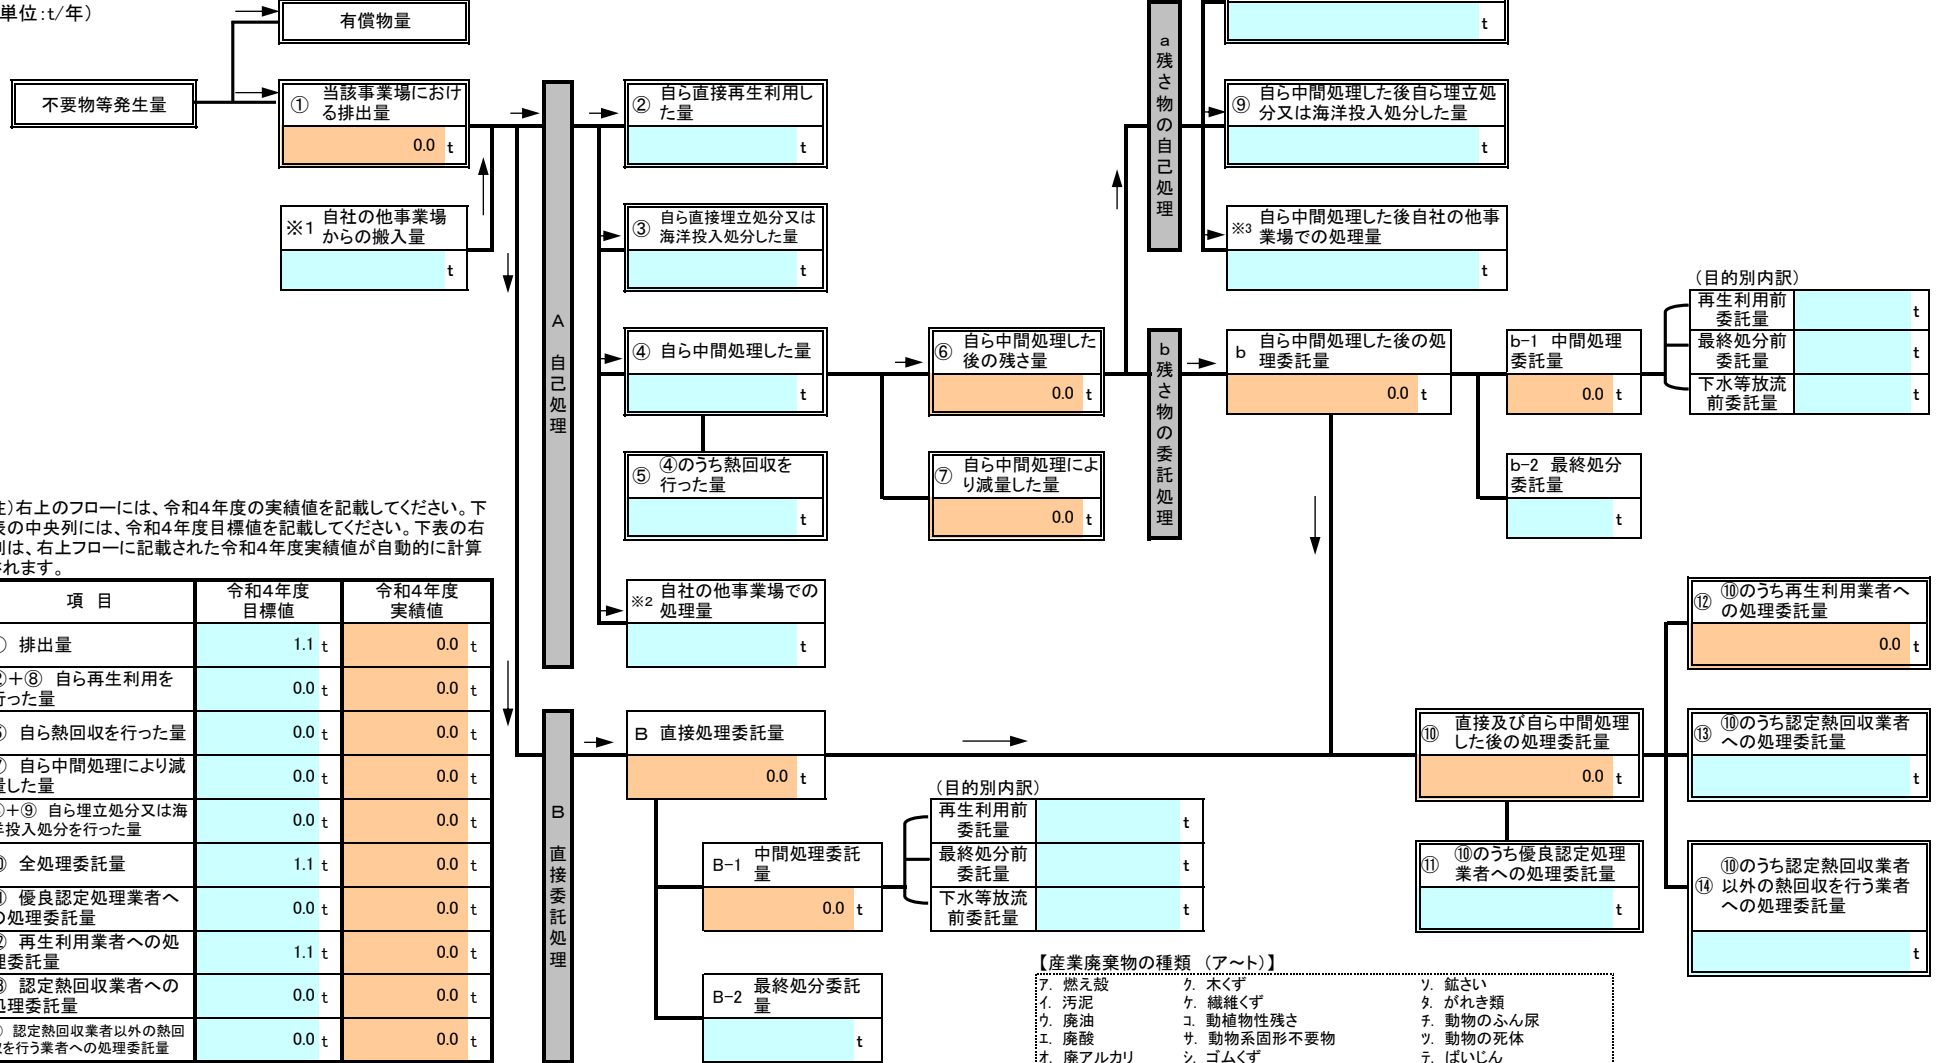 単位:t/年）
有償物量
不要物等発生量
① 当該事業場におけ
る排出量
0.0 t
※1 自社の他事業場
からの搬入量
t
A 自己処理
② 自ら直接再生利用し
た量
t
③ 自ら直接埋立処分又は
海洋投入処分した量
t
④ 自ら中間処理した量
t
⑤ ④のうち熱回収を
行った量
t
※2 自社の他事業場での
処理量
t
⑥ 自ら中間処理した
後の残さ量
0.0 t
⑦ 自ら中間処理によ
り減量した量
0.0 t
a残さ物の自己処理
t
⑨ 自ら中間処理した後自ら埋立処
分又は海洋投入処分した量
t
※3 自ら中間処理した後自社の他事
業場での処理量
t
b残さ物の委託処理
b 自ら中間処理した後の処
理委託量
0.0 t
b-1 中間処理
委託量
0.0 t
b-2 最終処分
委託量
t
（目的別内訳）
再生利用前
委託量
t
最終処分前
委託量
t
下水等放流
前委託量
t
注）右上のフローには、令和4年度の実績値を記載してください。下
表の中央列には、令和4年度目標値を記載してください。下表の右
列は、右上フローに記載された令和4年度実績値が自動的に計算
されます。
項 目
令和4年度
目標値
令和4年度
実績値
① 排出量 1.1 t 0.0 t
②+⑧ 自ら再生利用を
行った量 0.0 t 0.0 t
⑤ 自ら熱回収を行った量 0.0 t 0.0 t
⑦ 自ら中間処理により減
量した量 0.0 t 0.0 t
③+⑨ 自ら埋立処分又は海
洋投入処分を行った量 0.0 t 0.0 t
⑩ 全処理委託量 1.1 t 0.0 t
⑪ 優良認定処理業者へ
の処理委託量 0.0 t 0.0 t
⑫ 再生利用業者への処
理委託量 1.1 t 0.0 t
⑬ 認定熱回収業者への
処理委託量 0.0 t 0.0 t
⑭ 認定熱回収業者以外の熱回
収を行う業者への処理委託量 0.0 t 0.0 t
B 直接委託処理
B 直接処理委託量
0.0 t
B-1 中間処理委託
量
0.0 t
B-2 最終処分委託
量
t
（目的別内訳）
再生利用前
委託量
t
最終処分前
委託量
t
下水等放流
前委託量
t
⑩ 直接及び自ら中間処理
した後の処理委託量
0.0 t
⑪ ⑩のうち優良認定処理
業者への処理委託量
t
⑫ ⑩のうち再生利用業者へ
の処理委託量
0.0 t
⑬ ⑩のうち認定熱回収業者
への処理委託量
t
⑭ ⑩のうち認定熱回収業者
以外の熱回収を行う業者
への処理委託量
t
【産業廃棄物の種類 （ア～ト）】
ア. 燃え殻 ク. 木くず ソ. 鉱さい
イ. 汚泥 ケ. 繊維くず タ. がれき類
ウ. 廃油 コ. 動植物性残さ チ. 動物のふん尿
エ. 廃酸 サ. 動物系固形不要物 ツ. 動物の死体
オ. 廃アルカリ シ. ゴムくず テ. ばいじん